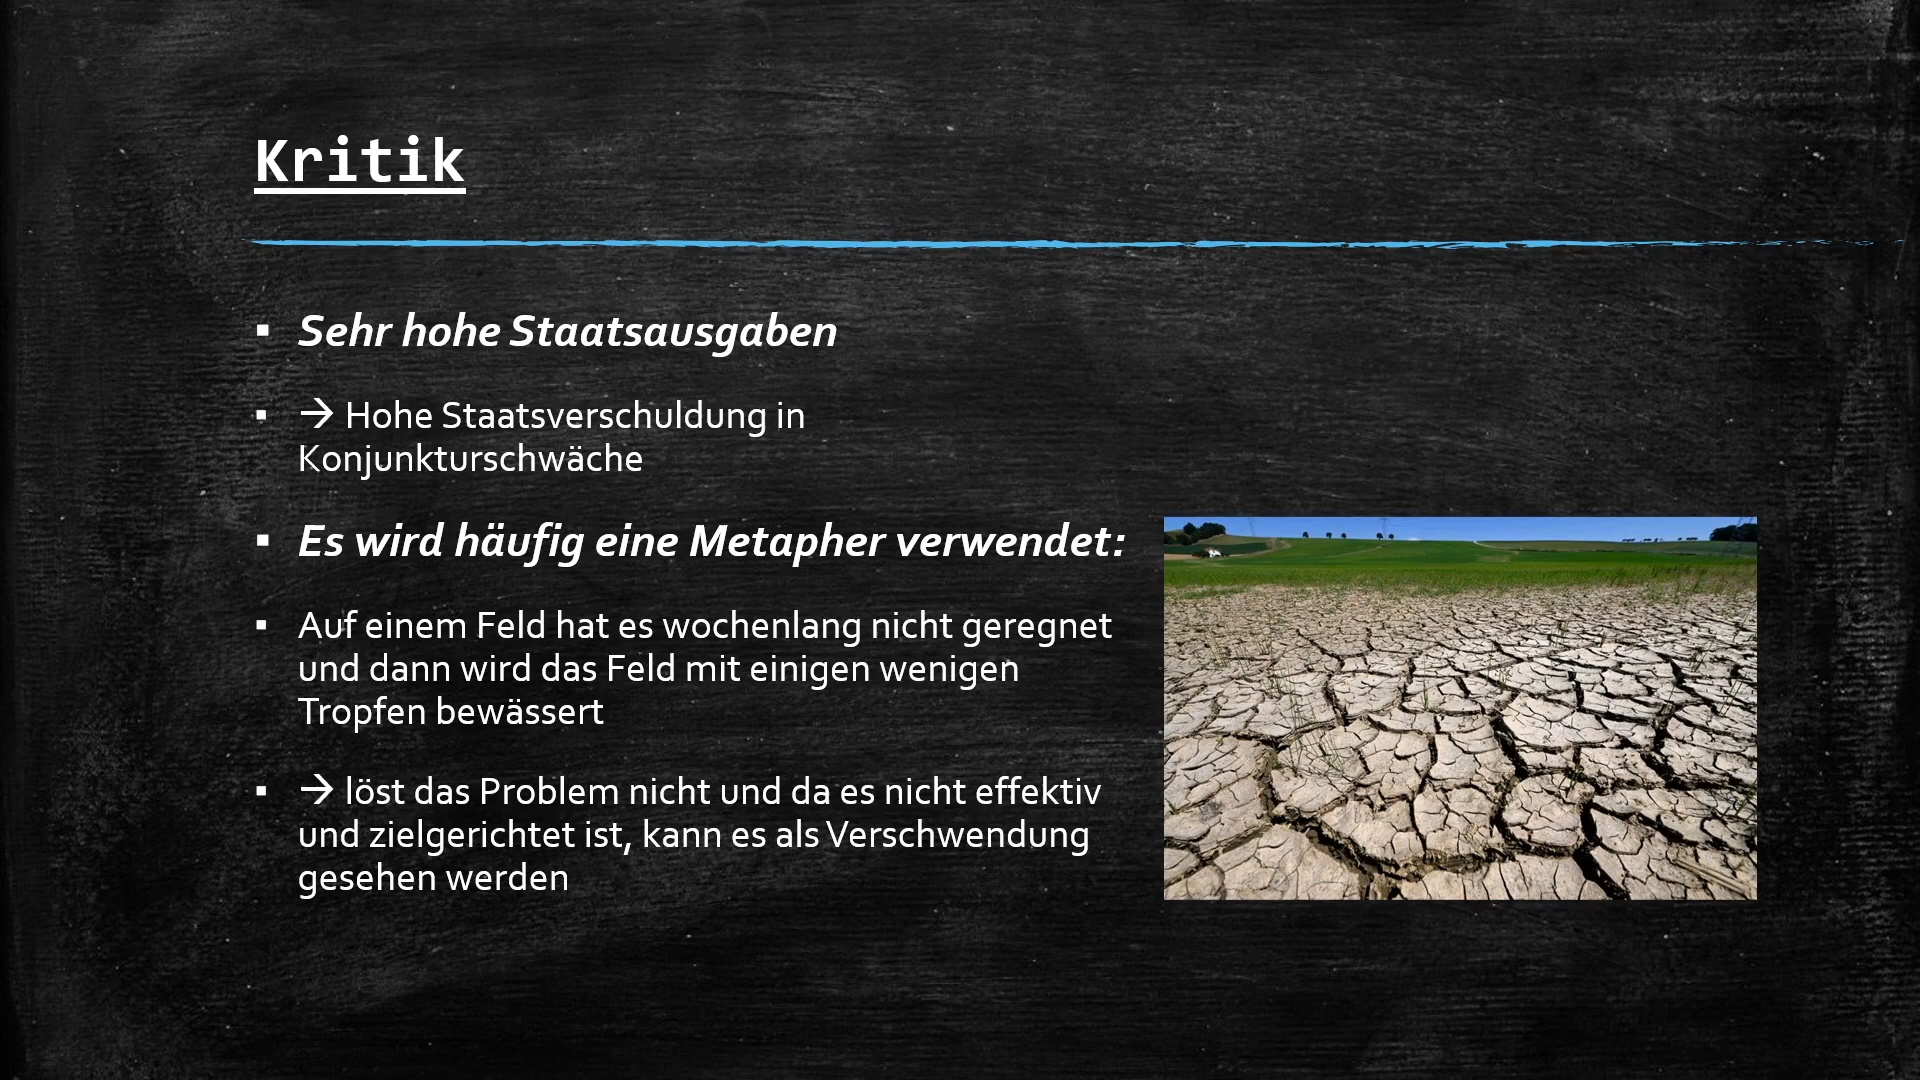 Kritik
▪ Sehr hohe Staatsausgaben
▪ → Hohe Staatsverschuldung in
Konjunkturschwäche
▪ Es wird häufig eine Metapher verwendet:
▪ Auf einem Feld hat es wochenlang nicht geregnet
und dann wird das Feld mit einigen wenigen
Tropfen bewässert
▪ → löst das Problem nicht und da es nicht effektiv
und zielgerichtet ist, kann es als Verschwendung
gesehen werden